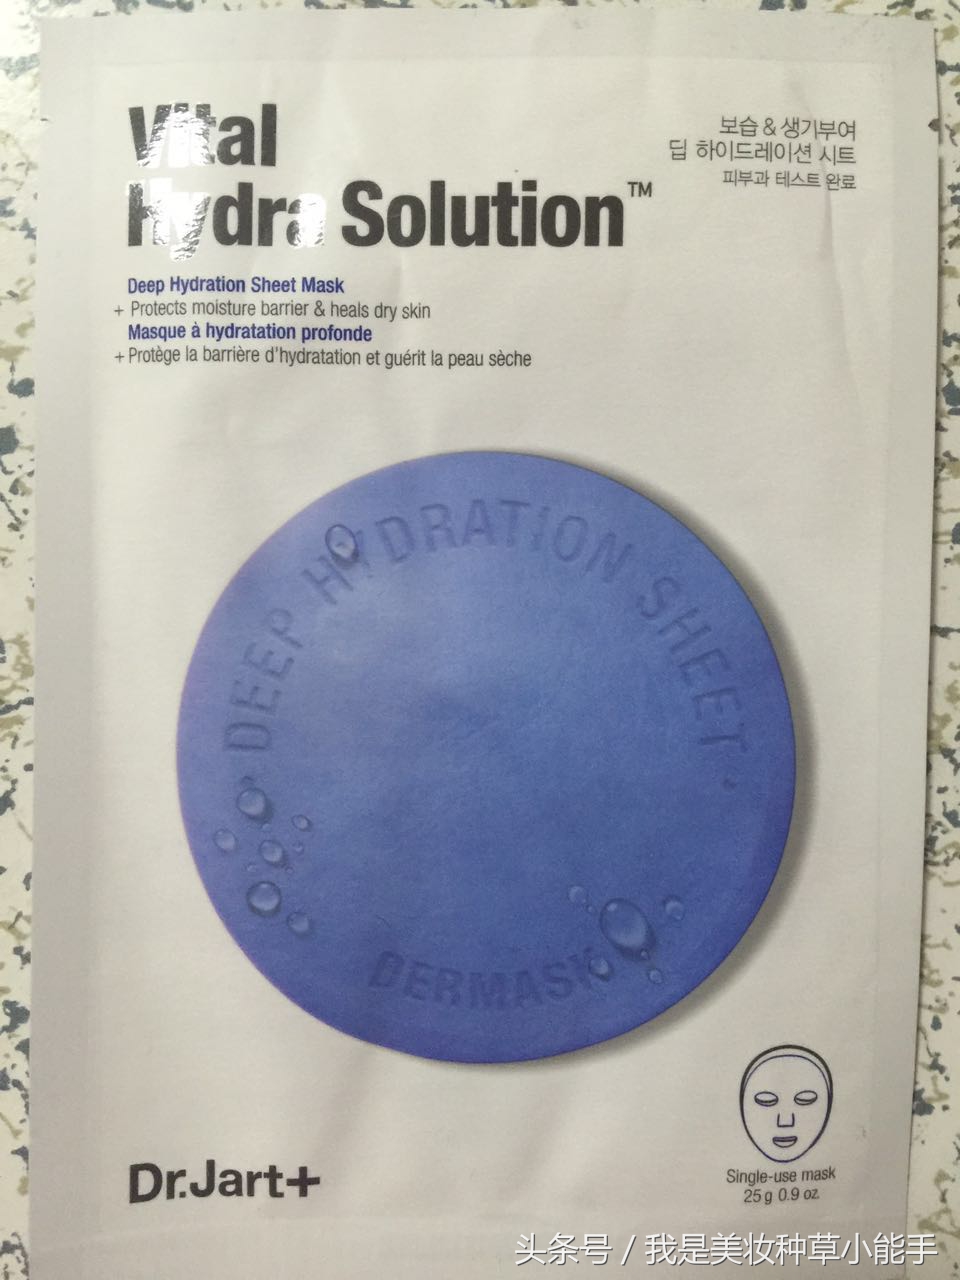 Vital
Hydra Solution™
보습 & 생기부여
딥 하이드레이션 시트
피부과 테스트 완료
Deep Hydration Sheet Mask
+ Protects moisture barrier & heals dry skin
Masque à hydratation profonde
+ Protège la barrière d'hydratation et guérit la peau sèche
DEEP HYDRATION SHEET
DERMASK
Dr.Jart+
Single-use mask
25 g 0.9 oz.
头条号 / 我是美妆种草小能手